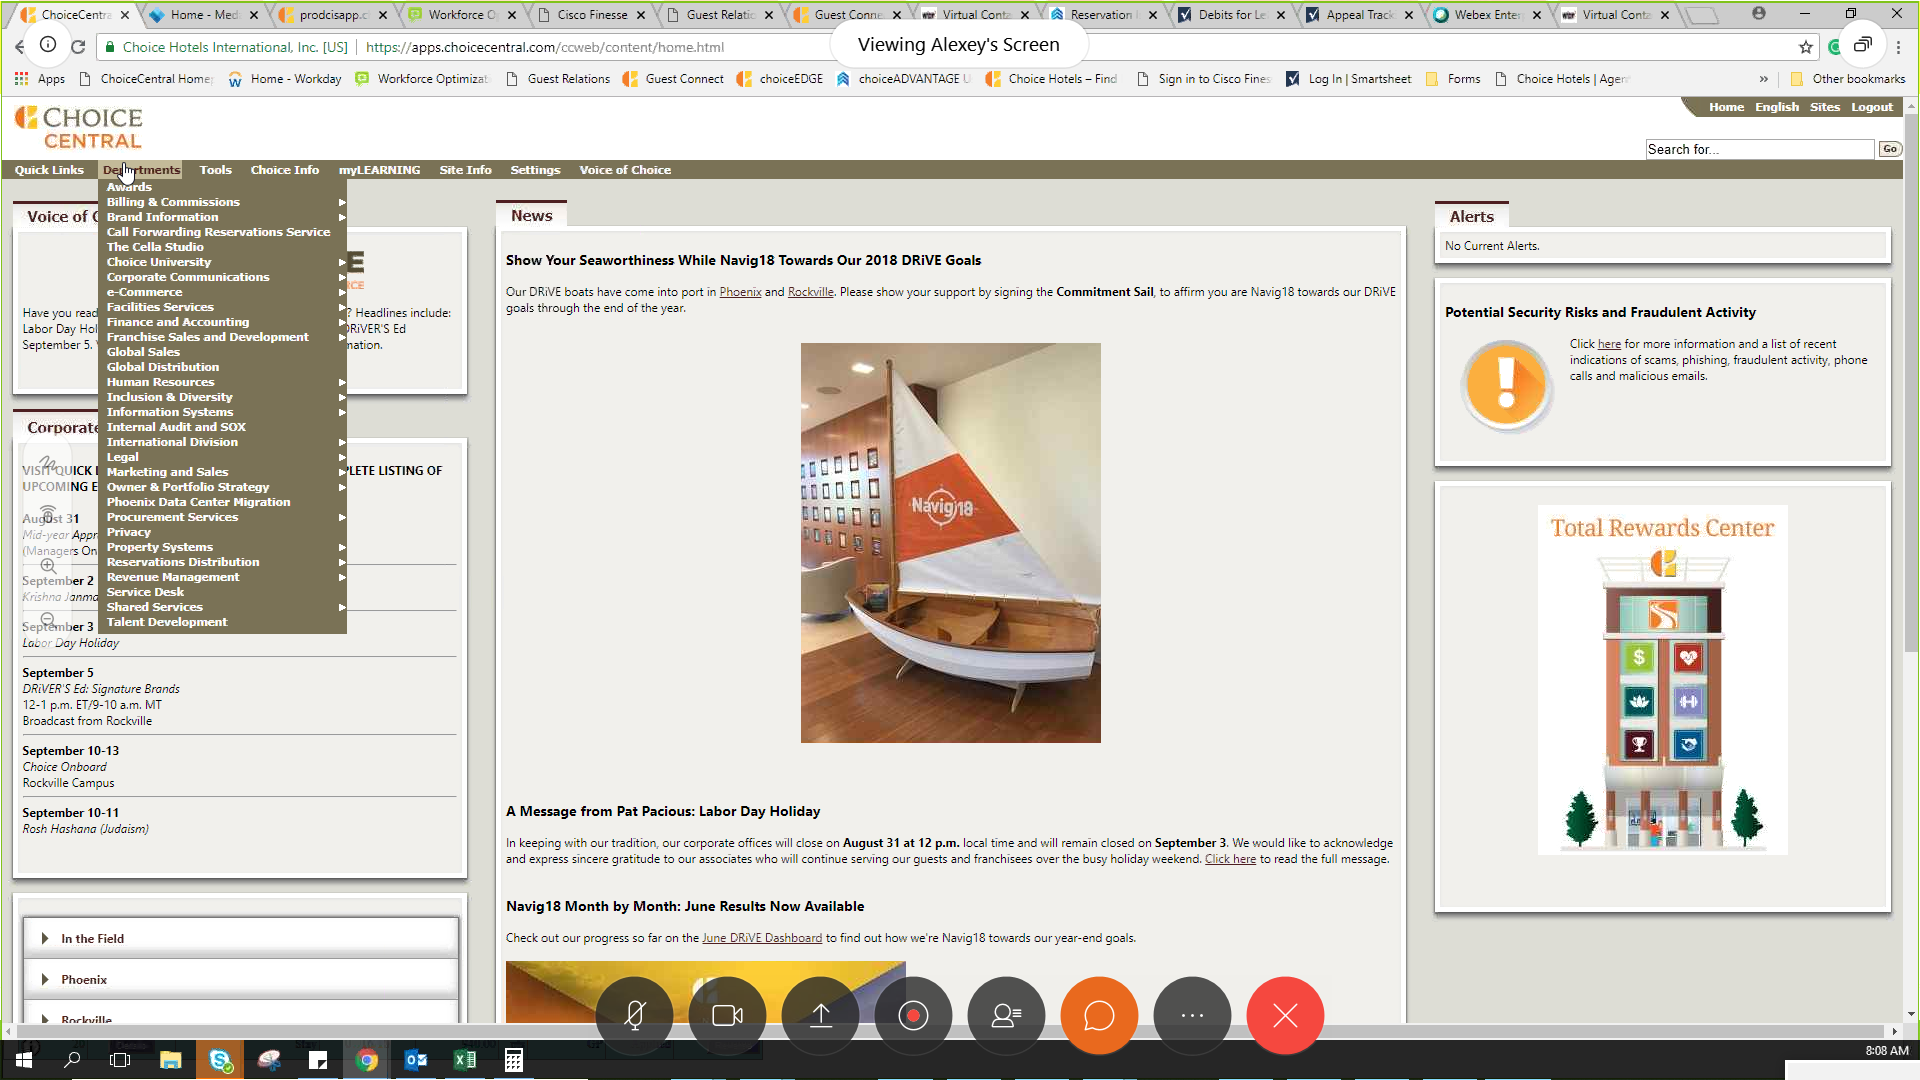 ChoiceCentra
Home - Med
prodcisapp.c
Workforce O
Cisco Finesse
Guest Relatic
Guest Conne
Virtual Conta
Reservation
Debits for Le
Appeal Track
Webex Enter
Virtual Conta
Choice Hotels International, Inc. [US]
https://apps.choicecentral.com/ccweb/content/home.html
Viewing Alexey's Screen
Apps
ChoiceCentral Home
Home - Workday
Workforce Optimizat
Guest Relations
Guest Connect
choiceEDGE
choiceADVANTAGE U
Choice Hotels – Find
Sign in to Cisco Fines
Log In | Smartsheet
Forms
Choice Hotels | Agen
Other bookmarks
CHOICE
CENTRAL
Home English Sites Logout
Search for...
Go
Quick Links
Departments
Tools
Choice Info
myLEARNING
Site Info
Settings
Voice of Choice
Awards
Billing & Commissions
Brand Information
Call Forwarding Reservations Service
The Cella Studio
Choice University
Corporate Communications
e-Commerce
Facilities Services
Finance and Accounting
Franchise Sales and Development
Global Sales
Global Distribution
Human Resources
Inclusion & Diversity
Information Systems
Internal Audit and SOX
International Division
Legal
Marketing and Sales
Owner & Portfolio Strategy
Phoenix Data Center Migration
Procurement Services
Privacy
Property Systems
Reservations Distribution
Revenue Management
Service Desk
Shared Services
Talent Development
Voice of
Have you read
? Headlines include:
Labor Day Hol
DRiVER'S Ed
September 5.
mation.
Corporate
VISIT QUICK
PLETE LISTING OF
UPCOMING E
August 31
Mid-year Appr
(Managers On
September 2
Krishna Janma
September 3
Labor Day Holiday
September 5
DRiVER'S Ed: Signature Brands
12-1 p.m. ET/9-10 a.m. MT
Broadcast from Rockville
September 10-13
Choice Onboard
Rockville Campus
September 10-11
Rosh Hashana (Judaism)
In the Field
Phoenix
Rockville
News
Show Your Seaworthiness While Navig18 Towards Our 2018 DRiVE Goals
Our DRiVE boats have come into port in Phoenix and Rockville. Please show your support by signing the Commitment Sail, to affirm you are Navig18 towards our DRiVE
goals through the end of the year.
Navig18
A Message from Pat Pacious: Labor Day Holiday
In keeping with our tradition, our corporate offices will close on August 31 at 12 p.m. local time and will remain closed on September 3. We would like to acknowledge
and express sincere gratitude to our associates who will continue serving our guests and franchisees over the busy holiday weekend. Click here to read the full message.
Navig18 Month by Month: June Results Now Available
Check out our progress so far on the June DRiVE Dashboard to find out how we're Navig18 towards our year-end goals.
Alerts
No Current Alerts.
Potential Security Risks and Fraudulent Activity
Click here for more information and a list of recent
indications of scams, phishing, fraudulent activity, phone
calls and malicious emails.
Total Rewards Center
8:08 AM